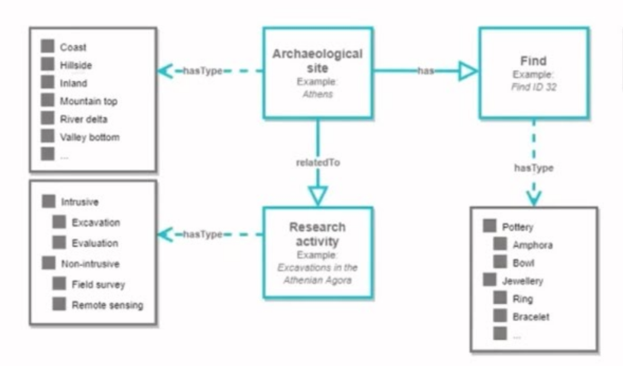 Coast
Hillside
Inland
Mountain top
River delta
Valley bottom
...
hasType
Archaeological
site
Example:
Athens
has
Find
Example:
Find ID 32
relatedTo
hasType
Intrusive
Excavation
Evaluation
Non-intrusive
Field survey
Remote sensing
hasType
Research
activity
Example:
Excavations in the
Athenian Agora
Pottery
Amphora
Bowl
Jewellery
Ring
Bracelet
...